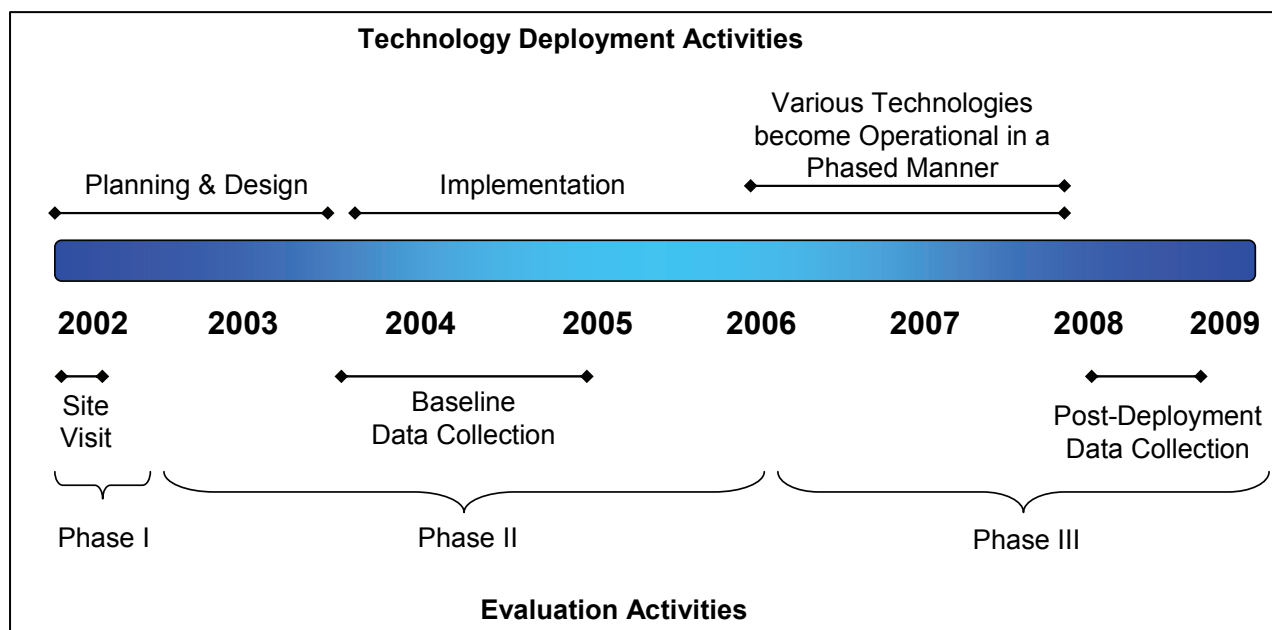 Technology Deployment Activities
Various Technologies
become Operational in a
Phased Manner
Planning & Design
Implementation
2002
2003
2004
2005
2006
2007
2008
2009
Site
Visit
Baseline
Data Collection
Post-Deployment
Data Collection
Phase I
Phase II
Phase III
Evaluation Activities